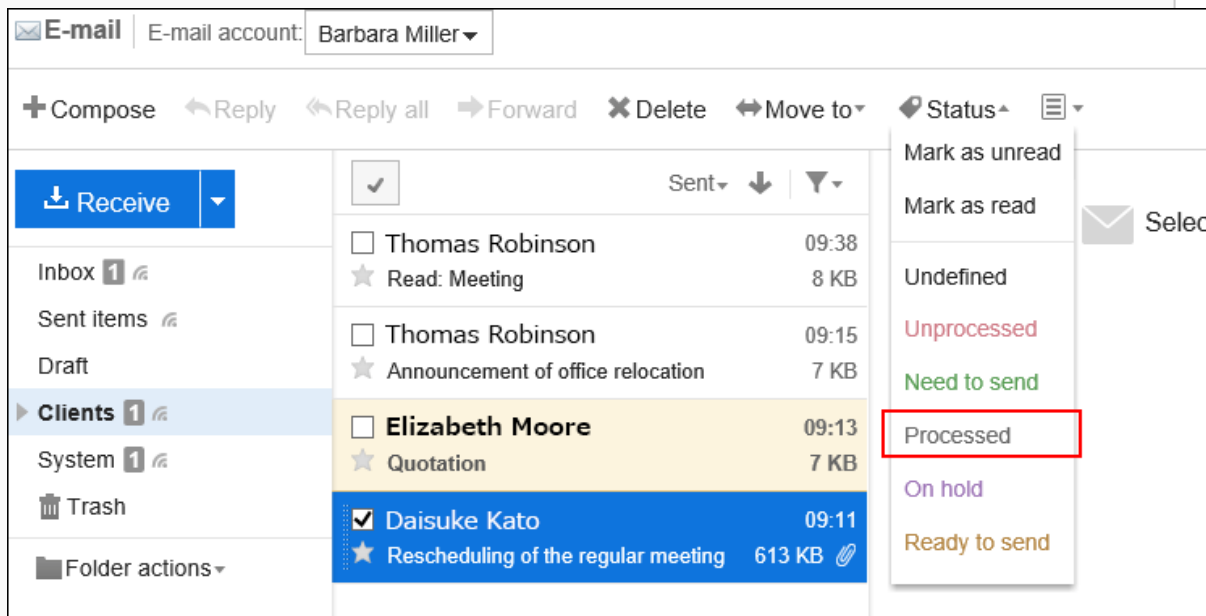 E-mail E-mail account: Barbara Miller
Compose Reply Reply all Forward Delete Move to Status
Receive
Inbox 1
Sent items
Draft
Clients 1
System 1
Trash
Folder actions
Sent
Thomas Robinson 09:38
Read: Meeting 8 KB
Thomas Robinson 09:15
Announcement of office relocation 7 KB
Elizabeth Moore 09:13
Quotation 7 KB
Daisuke Kato 09:11
Rescheduling of the regular meeting 613 KB
Mark as unread
Mark as read
Undefined
Unprocessed
Need to send
Processed
On hold
Ready to send
Selec